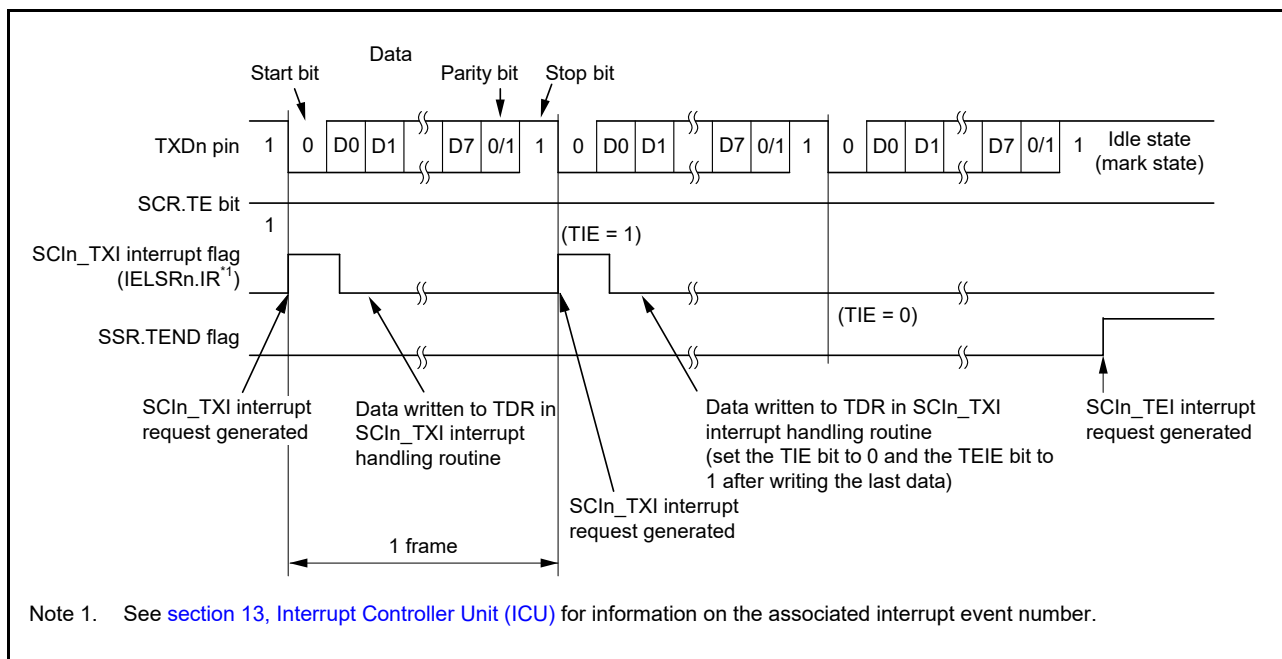 Data
Start bit Parity bit Stop bit
TXDn pin 1 0 D0 D1 D7 0/1 1 0 D0 D1 D7 0/1 1 0 D0 D1 D7 0/1 1 Idle state
(mark state)
SCR.TE bit
1
SCIn_TXI interrupt flag
(IELSRn.IR*1)
(TIE = 1)
(TIE = 0)
SSR.TEND flag
SCIn_TXI interrupt
request generated
Data written to TDR in
SCIn_TXI interrupt
handling routine
Data written to TDR in SCIn_TXI
interrupt handling routine
(set the TIE bit to 0 and the TEIE bit to
1 after writing the last data)
SCIn_TEI interrupt
request generated
SCIn_TXI interrupt
request generated
1 frame
Note 1. See section 13, Interrupt Controller Unit (ICU) for information on the associated interrupt event number.